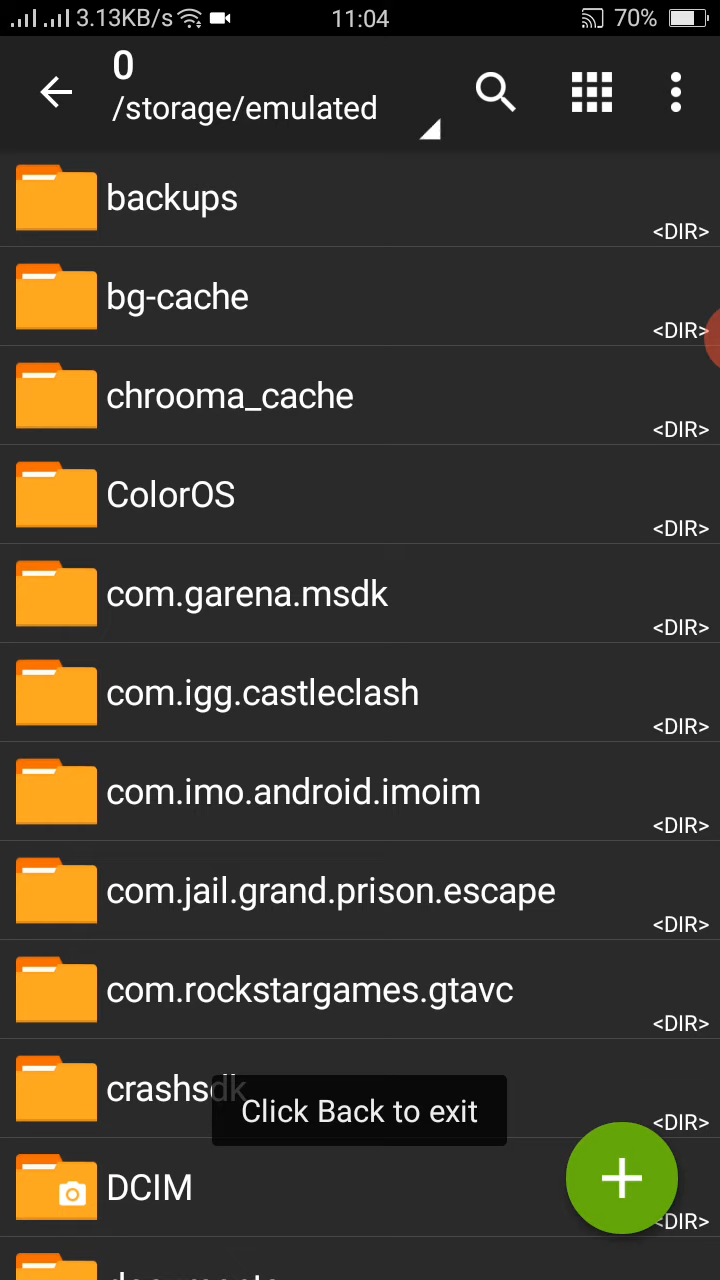 3.13KB/s 11:04 70%
0
/storage/emulated
backups
<DIR>
bg-cache
<DIR>
chrooma_cache
<DIR>
ColorOS
<DIR>
com.garena.msdk
<DIR>
com.igg.castleclash
<DIR>
com.imo.android.imoim
<DIR>
com.jail.grand.prison.escape
<DIR>
com.rockstargames.gtavc
<DIR>
crashsdk
Click Back to exit
<DIR>
DCIM
<DIR>